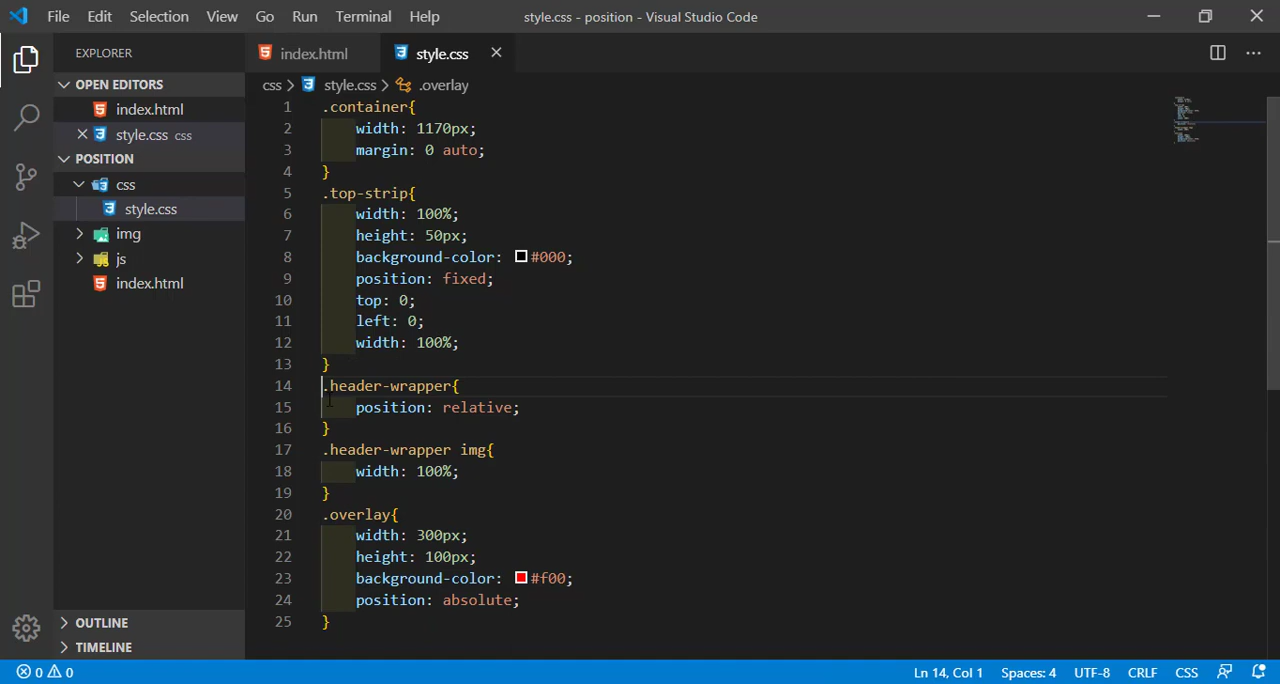 File Edit Selection View Go Run Terminal Help style.css - position - Visual Studio Code
EXPLORER
OPEN EDITORS
index.html
style.css css
POSITION
css
style.css
img
js
index.html
OUTLINE
TIMELINE
index.html style.css
css style.css .overlay
1 .container{
2 width: 1170px;
3 margin: 0 auto;
4 }
5 .top-strip{
6 width: 100%;
7 height: 50px;
8 background-color: #000;
9 position: fixed;
10 top: 0;
11 left: 0;
12 width: 100%;
13 }
14 .header-wrapper{
15 position: relative;
16 }
17 .header-wrapper img{
18 width: 100%;
19 }
20 .overlay{
21 width: 300px;
22 height: 100px;
23 background-color: #f00;
24 position: absolute;
25 }
0 0 Ln 14, Col 1 Spaces: 4 UTF-8 CRLF CSS